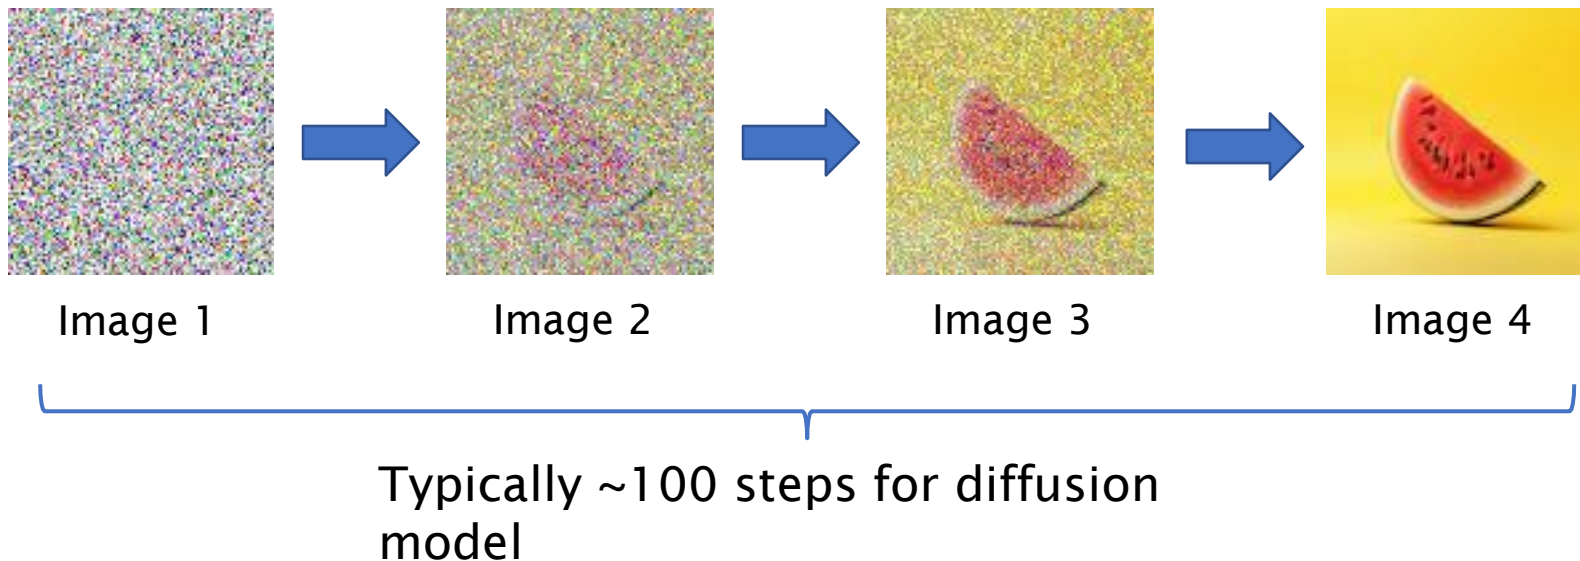 Image 1
Image 2
Image 3
Image 4
Typically ~100 steps for diffusion
model